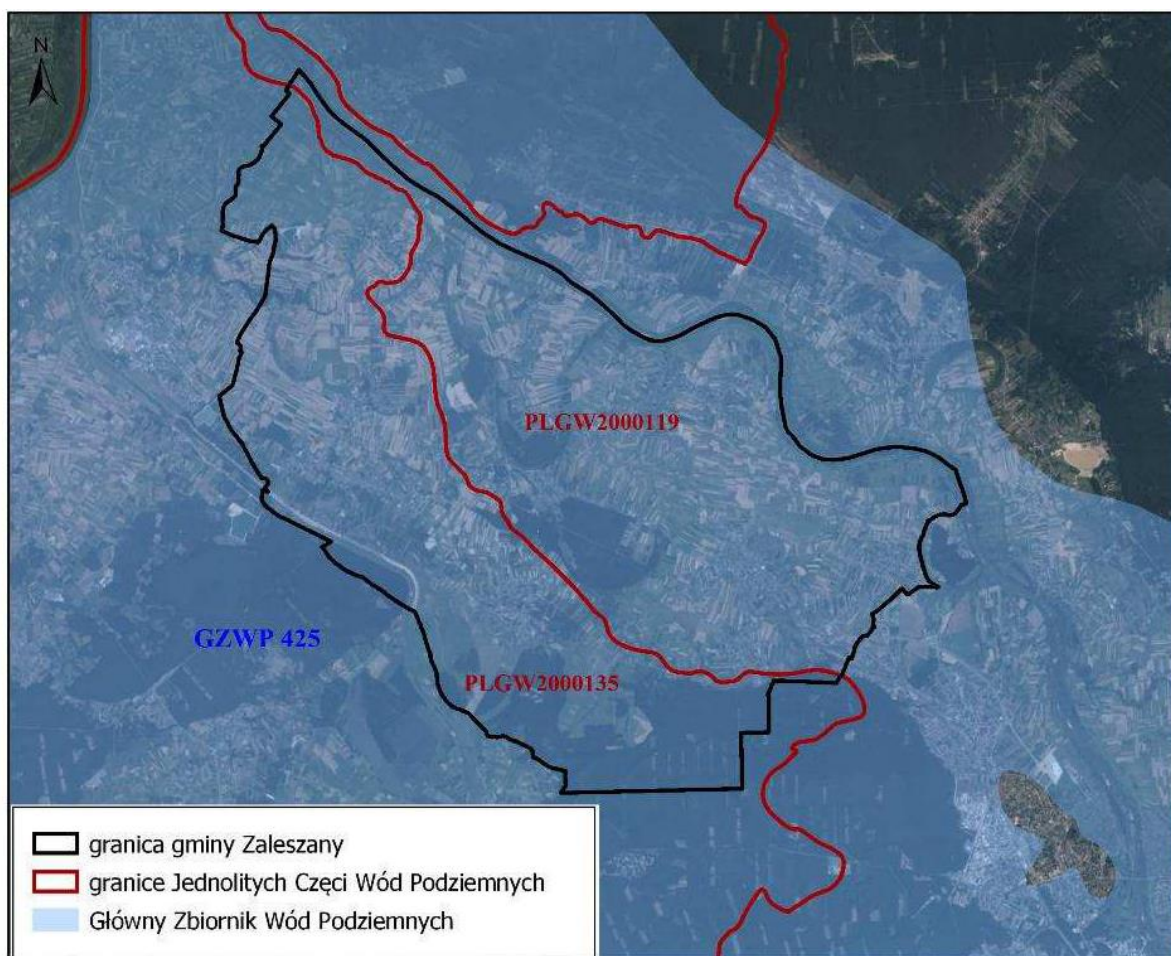 N
PLGW2000119
GZWP 425
PLGW2000135
granica gminy Zaleszany
granice Jednolitych Częci Wód Podziemnych
Główny Zbiornik Wód Podziemnych